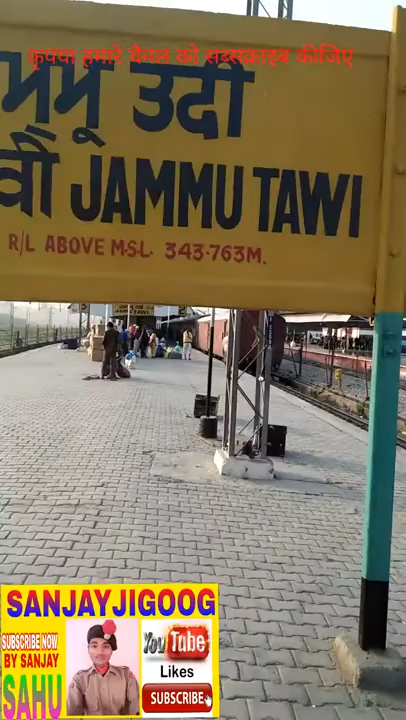 कृपया हमारे चैनल को सब्सक्राइब कीजिए
JAMMU TAWI
R/L ABOVE MSL. 343.763M.
SANJAYJIGOOG
SUBSCRIBE NOW
BY SANJAY
SAHU
YouTube
Likes
SUBSCRIBE